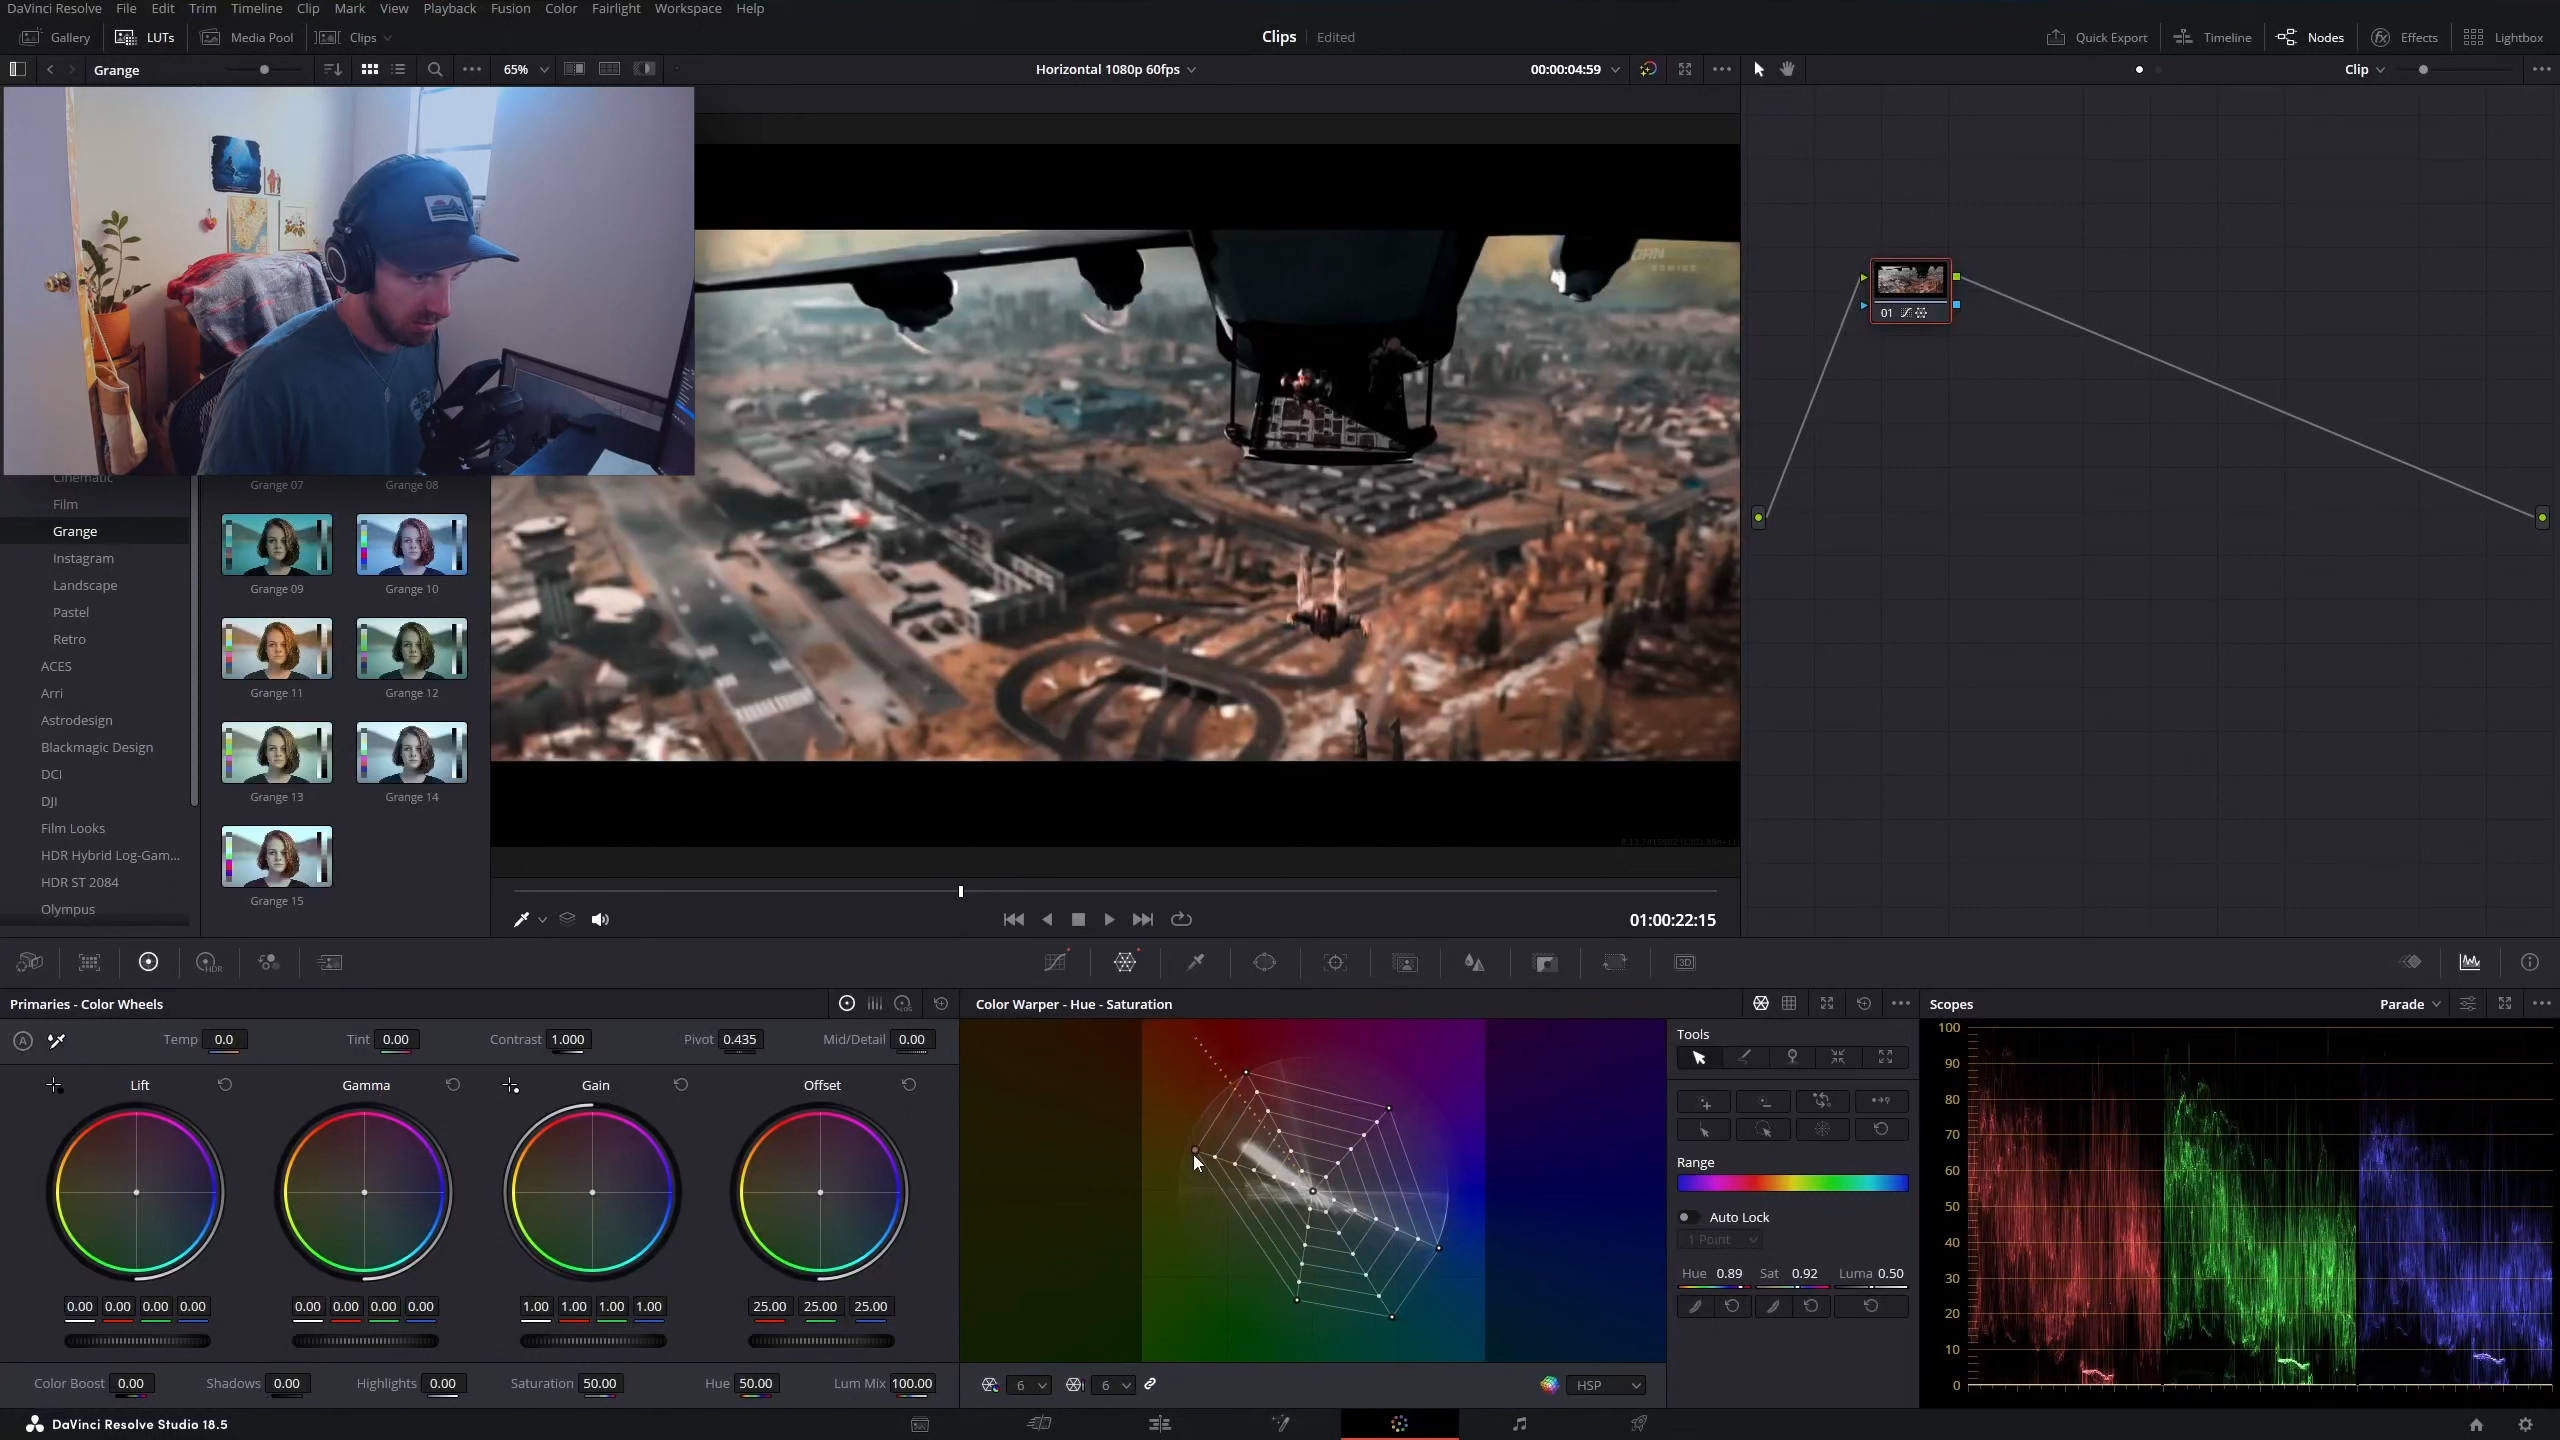 DaVinci Resolve File Edit Trim Timeline Clip Mark View Playback Fusion Color Fairlight Workspace Help
Gallery LUTs Media Pool Clips Clips Edited Quick Export Timeline Nodes Effects Lightbox
Grange 65% Horizontal 1080p 60fps 00:00:04:59 Clip
Cinematic
Film
Grange
Instagram
Landscape
Pastel
Retro
ACES
Arri
Astrodesign
Blackmagic Design
DCI
DJI
Film Looks
HDR Hybrid Log-Gam...
HDR ST 2084
Olympus
Grange 07 Grange 08
Grange 09 Grange 10
Grange 11 Grange 12
Grange 13 Grange 14
Grange 15
01
01:00:22:15
HDR
3D
Primaries - Color Wheels
LOG
A Temp 0.0 Tint 0.00 Contrast 1.000 Pivot 0.435 Mid/Detail 0.00
Lift Gamma Gain Offset
0.00 0.00 0.00 0.00 0.00 0.00 0.00 0.00 1.00 1.00 1.00 1.00 25.00 25.00 25.00
Color Boost 0.00 Shadows 0.00 Highlights 0.00 Saturation 50.00 Hue 50.00 Lum Mix 100.00
Color Warper - Hue - Saturation
6 6 HSP
Tools
Range
Auto Lock
1 Point
Hue 0.89 Sat 0.92 Luma 0.50
Scopes Parade
100
90
80
70
60
50
40
30
20
10
0
DaVinci Resolve Studio 18.5